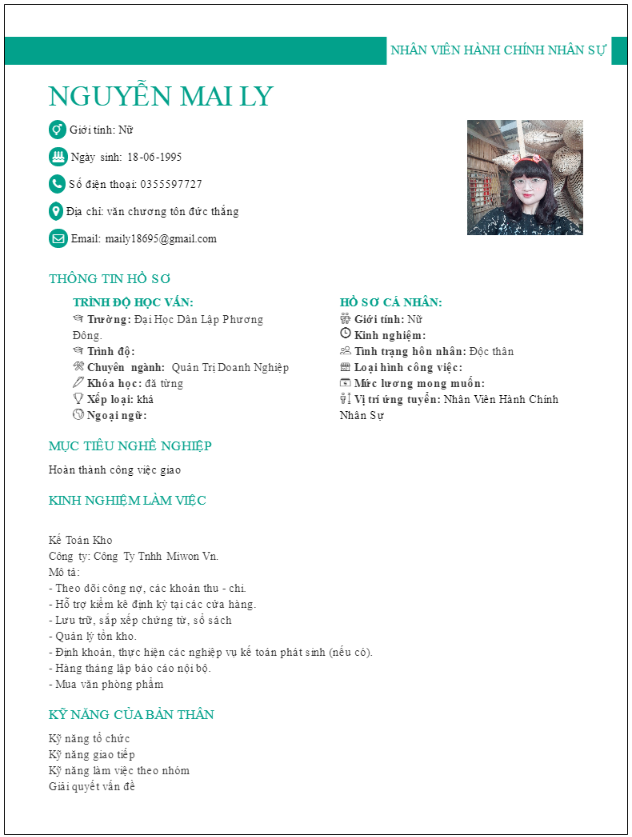 NHÂN VIÊN HÀNH CHÍNH NHÂN SỰ
NGUYỄN MAI LY
Giới tính: Nữ
Ngày sinh: 18-06-1995
Số điện thoại: 0355597727
Địa chỉ: văn chương tôn đức thắng
Email: maily18695@gmail.com
THÔNG TIN HỒ SƠ
TRÌNH ĐỘ HỌC VẤN:
Trường: Đại Học Dân Lập Phương
Đông.
Trình độ:
Chuyên ngành: Quản Trị Doanh Nghiệp
Khóa học: đã từng
Xếp loại: khá
Ngoại ngữ:
HỒ SƠ CÁ NHÂN:
Giới tính: Nữ
Kinh nghiệm:
Tình trạng hôn nhân: Độc thân
Loại hình công việc:
Mức lương mong muốn:
Vị trí ứng tuyển: Nhân Viên Hành Chính
Nhân Sự
MỤC TIÊU NGHỀ NGHIỆP
Hoàn thành công việc giao
KINH NGHIỆM LÀM VIỆC
Kế Toán Kho
Công ty: Công Ty Tnhh Miwon Vn.
Mô tả:
- Theo dõi công nợ, các khoản thu - chi.
- Hỗ trợ kiểm kê định kỳ tại các cửa hàng.
- Lưu trữ, sắp xếp chứng từ, sổ sách
- Quản lý tồn kho.
- Định khoản, thực hiện các nghiệp vụ kế toán phát sinh (nếu có).
- Hàng tháng lập báo cáo nội bộ.
- Mua văn phòng phẩm
KỸ NĂNG CỦA BẢN THÂN
Kỹ năng tổ chức
Kỹ năng giao tiếp
Kỹ năng làm việc theo nhóm
Giải quyết vấn đề